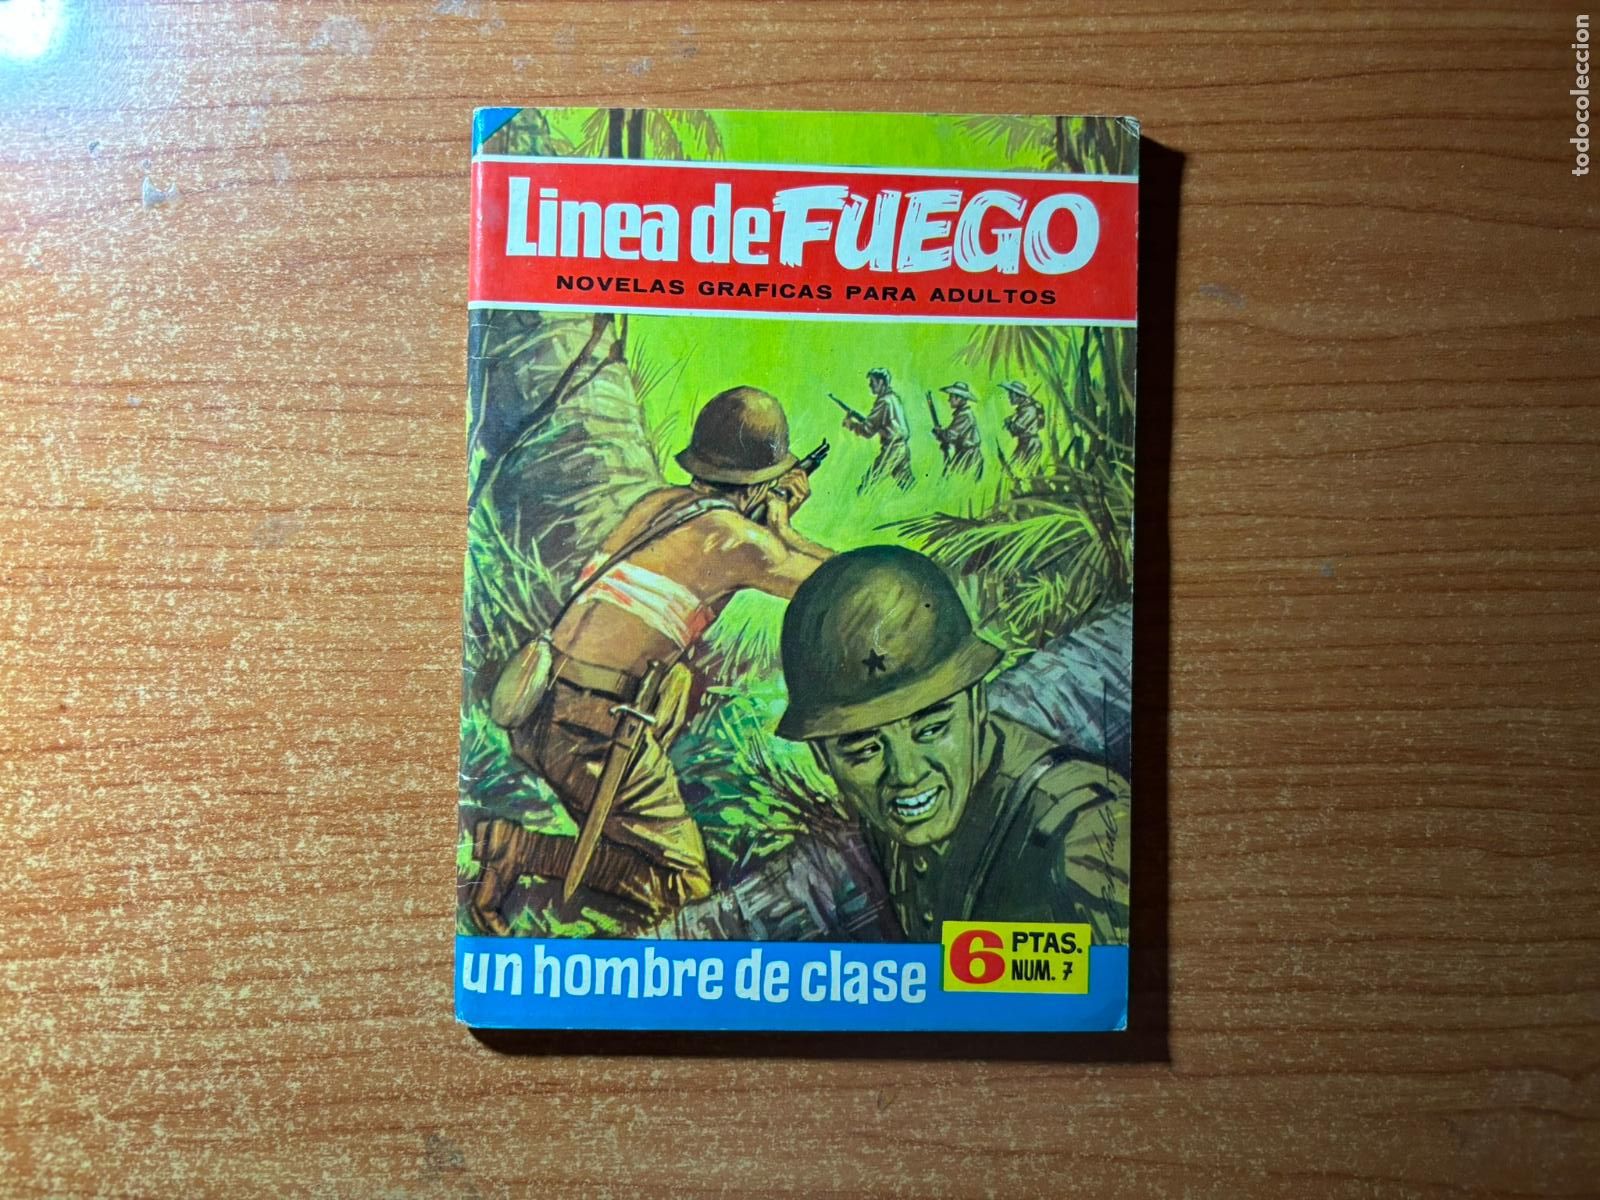 Linea de FUEGO
NOVELAS GRAFICAS PARA ADULTOS
un hombre de clase
6 PTAS.
NUM. 7
todocoleccion